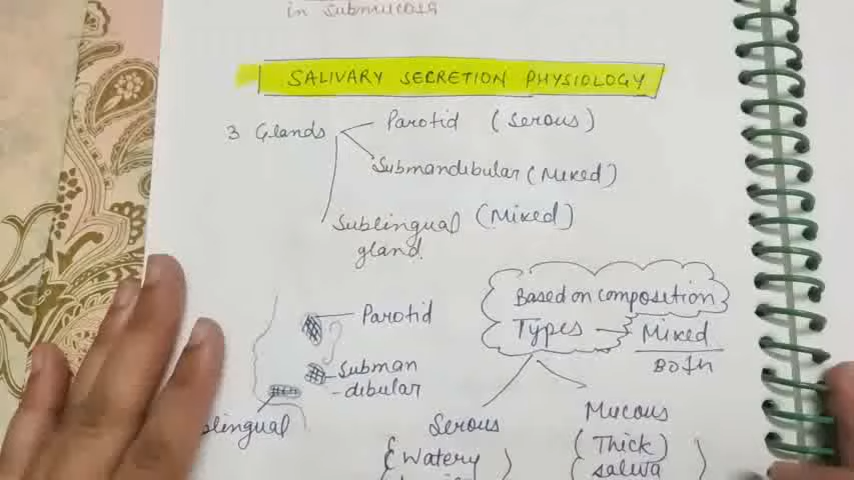 in submucosa
SALIVARY SECRETION PHYSIOLOGY
3 Glands
Parotid (Serous)
Submandibular (Mixed)
Sublingual (Mixed)
gland
Based on composition
Types
Mixed
Both
Parotid
Subman
-dibular
lingual
Serous
(Watery
Mucous
(Thick)
saliva